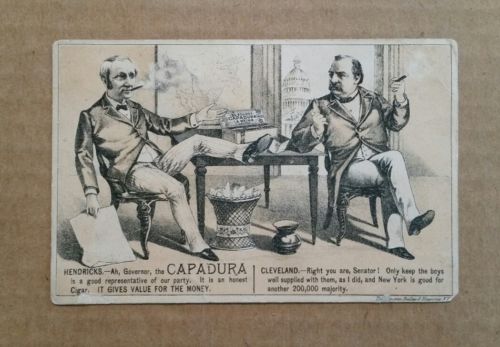 CAPADURA
HENDRICKS.—Ah, Governor, the CAPADURA
is a good representative of our party. It is an honest
Cigar. IT GIVES VALUE FOR THE MONEY.
CLEVELAND.—Right you are, Senator! Only keep the boys
well supplied with them, as I did, and New York is good for
another 200,000 majority.